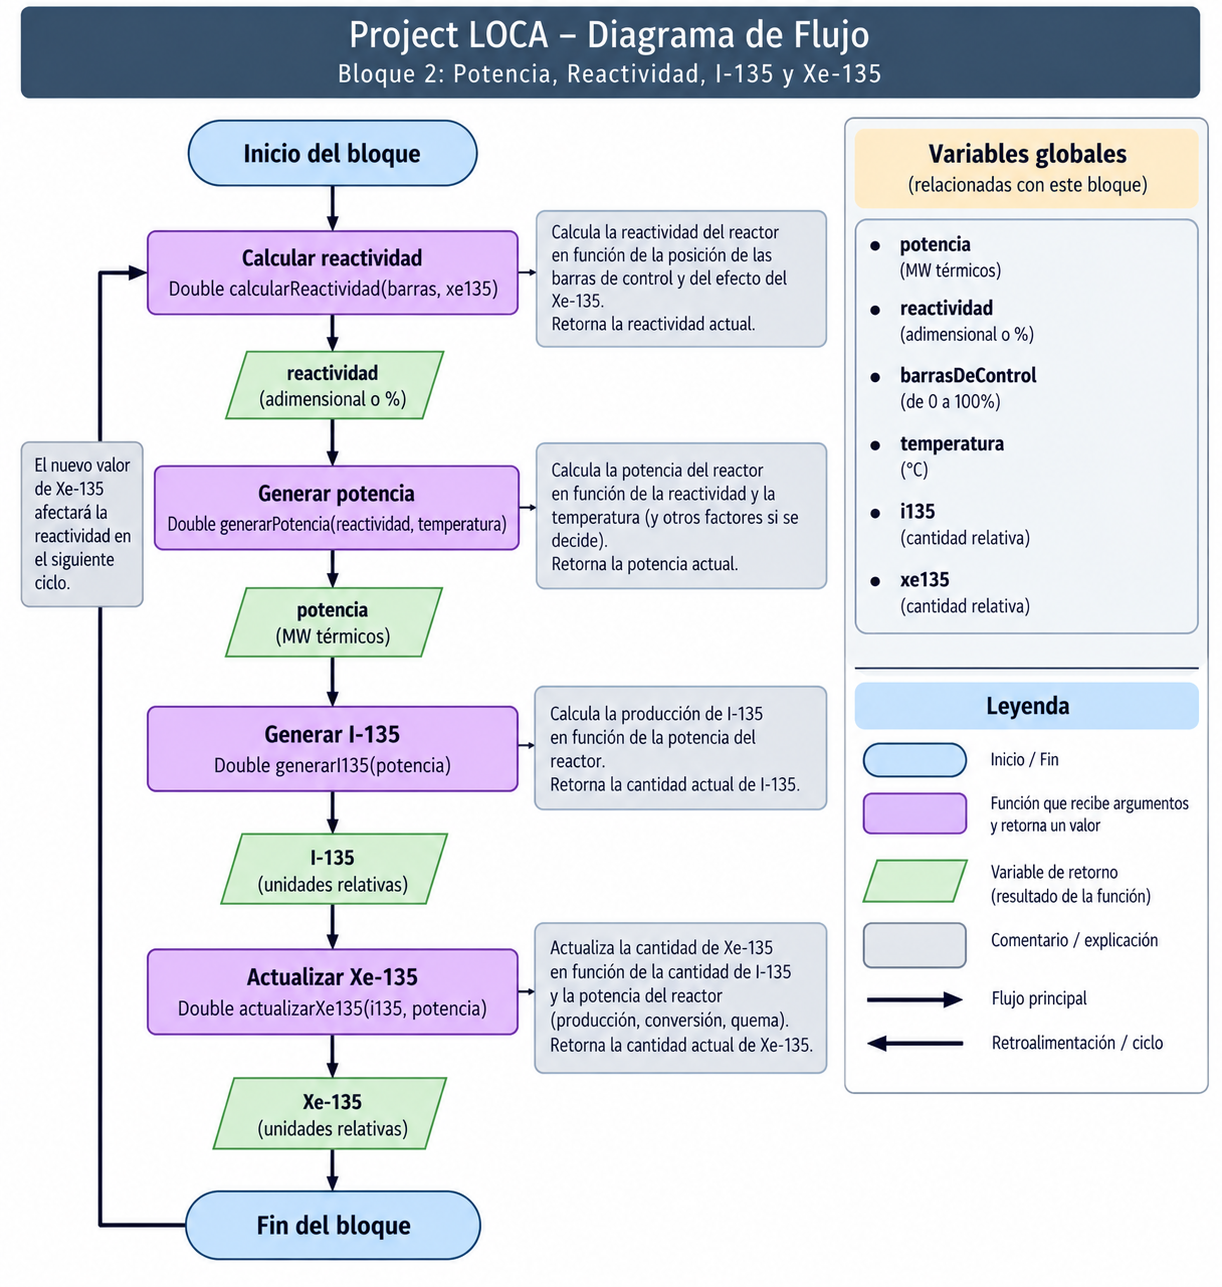 Project LOCA – Diagrama de Flujo
Bloque 2: Potencia, Reactividad, I-135 y Xe-135
Inicio del bloque
Calcular reactividad
Double calcularReactividad(barras, xe135)
Calcula la reactividad del reactor
en función de la posición de las
barras de control y del efecto del
Xe-135.
Retorna la reactividad actual.
reactividad
(adimensional o %)
El nuevo valor
de Xe-135
afectará la
reactividad en
el siguiente
ciclo.
Generar potencia
Double generarPotencia(reactividad, temperatura)
Calcula la potencia del reactor
en función de la reactividad y la
temperatura (y otros factores si se
decide).
Retorna la potencia actual.
potencia
(MW térmicos)
Generar I-135
Double generarI135(potencia)
Calcula la producción de I-135
en función de la potencia del
reactor.
Retorna la cantidad actual de I-135.
I-135
(unidades relativas)
Actualizar Xe-135
Double actualizarXe135(i135, potencia)
Actualiza la cantidad de Xe-135
en función de la cantidad de I-135
y la potencia del reactor
(producción, conversión, quema).
Retorna la cantidad actual de Xe-135.
Xe-135
(unidades relativas)
Fin del bloque
Variables globales
(relacionadas con este bloque)
● potencia
(MW térmicos)
● reactividad
(adimensional o %)
● barrasDeControl
(de 0 a 100%)
● temperatura
(°C)
● i135
(cantidad relativa)
● xe135
(cantidad relativa)
Leyenda
Inicio / Fin
Función que recibe argumentos
y retorna un valor
Variable de retorno
(resultado de la función)
Comentario / explicación
Flujo principal
Retroalimentación / ciclo